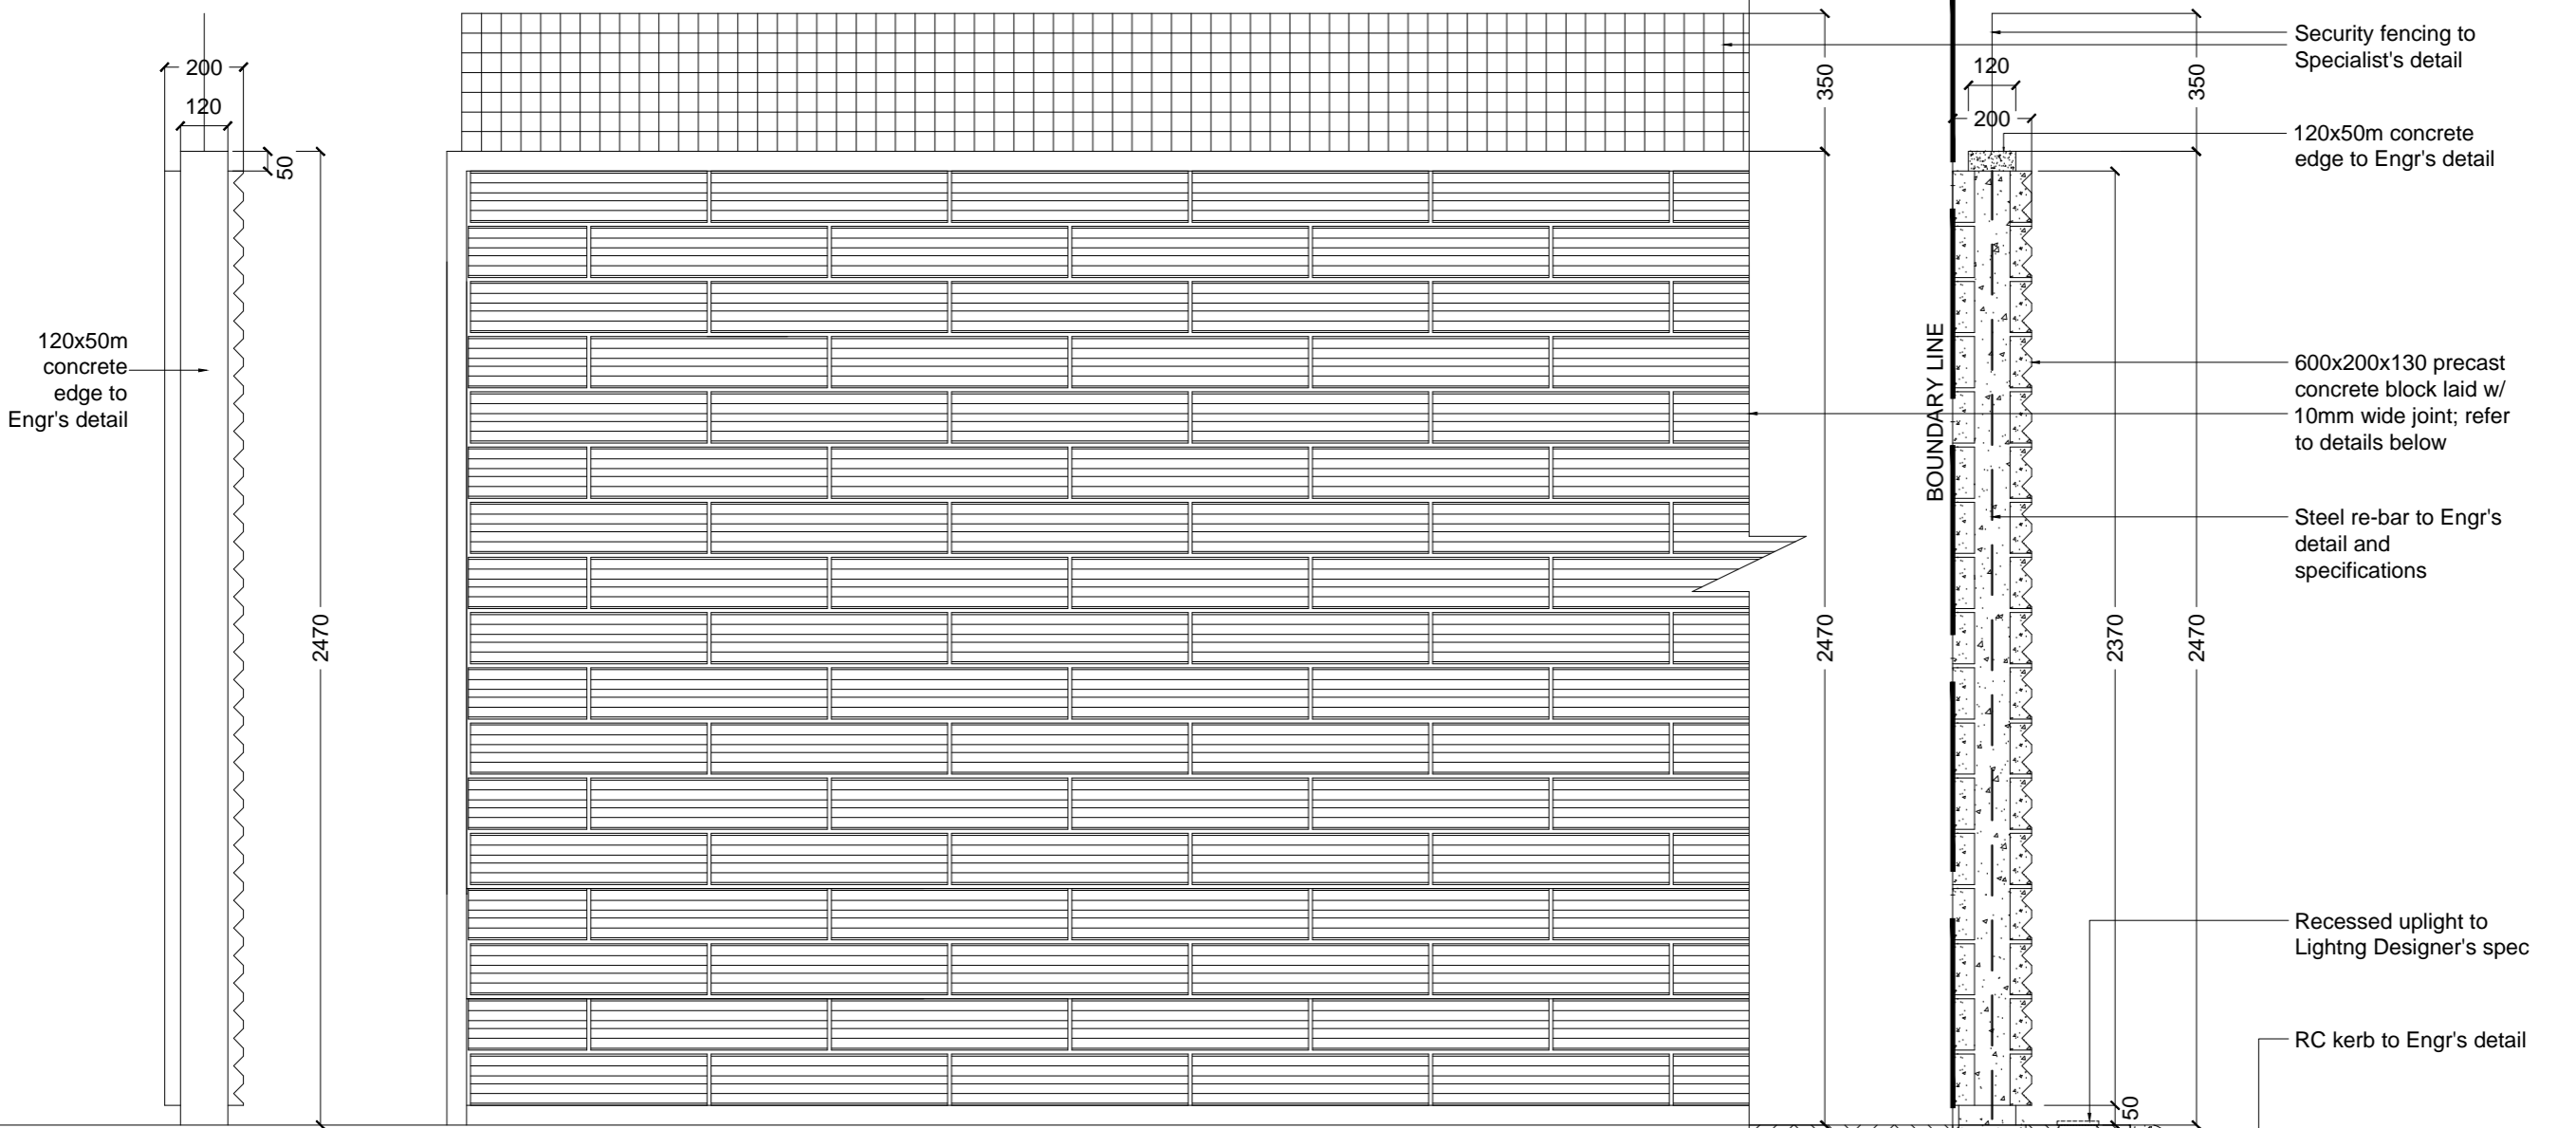 200
120
50
2470
120x50m
concrete
edge to
Engr's detail
350
2470
BOUNDARY LINE
120
200
350
2370
2470
50
Security fencing to
Specialist's detail
120x50m concrete
edge to Engr's detail
600x200x130 precast
concrete block laid w/
10mm wide joint; refer
to details below
Steel re-bar to Engr's
detail and
specifications
Recessed uplight to
Lightng Designer's spec
RC kerb to Engr's detail